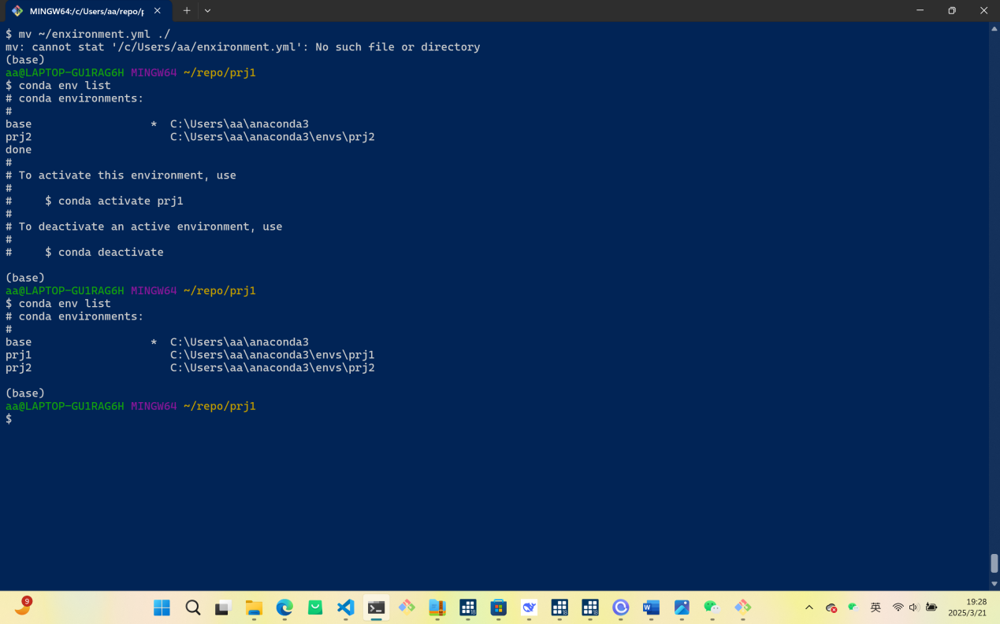 MINGW64:/c/Users/aa/repo/p
$ mv ~/enxironment.yml ./
mv: cannot stat '/c/Users/aa/enxironment.yml': No such file or directory
(base)
aa@LAPTOP-GU1RAG6H MINGW64 ~/repo/prj1
$ conda env list
# conda environments:
#
base                  *  C:\Users\aa\anaconda3
prj2                     C:\Users\aa\anaconda3\envs\prj2
done
#
# To activate this environment, use
#
#     $ conda activate prj1
#
# To deactivate an active environment, use
#
#     $ conda deactivate
(base)
aa@LAPTOP-GU1RAG6H MINGW64 ~/repo/prj1
$ conda env list
# conda environments:
#
base                  *  C:\Users\aa\anaconda3
prj1                     C:\Users\aa\anaconda3\envs\prj1
prj2                     C:\Users\aa\anaconda3\envs\prj2
(base)
aa@LAPTOP-GU1RAG6H MINGW64 ~/repo/prj1
$
9
英
19:28
2025/3/21